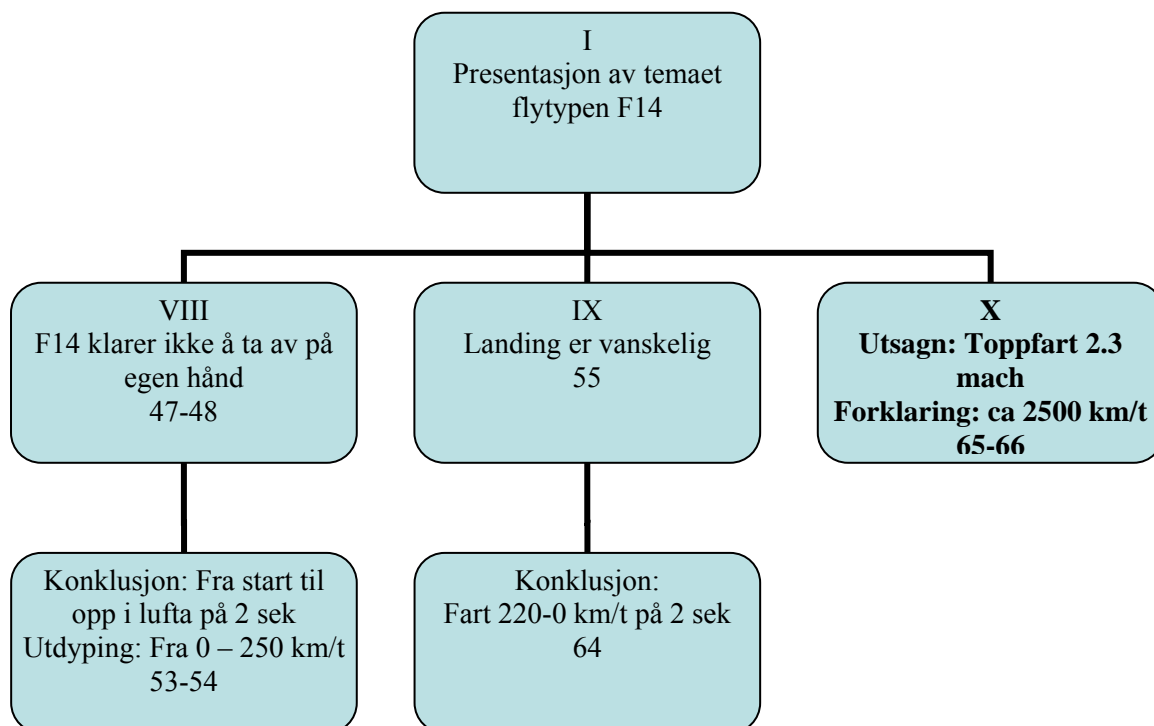 I
Presentasjon av temaet
flytypen F14
VIII
F14 klarer ikke å ta av på
egen hånd
47-48
IX
Landing er vanskelig
55
X
Utsagn: Toppfart 2.3
mach
Forklaring: ca 2500 km/t
65-66
Konklusjon: Fra start til
opp i lufta på 2 sek
Utdyping: Fra 0 – 250 km/t
53-54
Konklusjon:
Fart 220-0 km/t på 2 sek
64